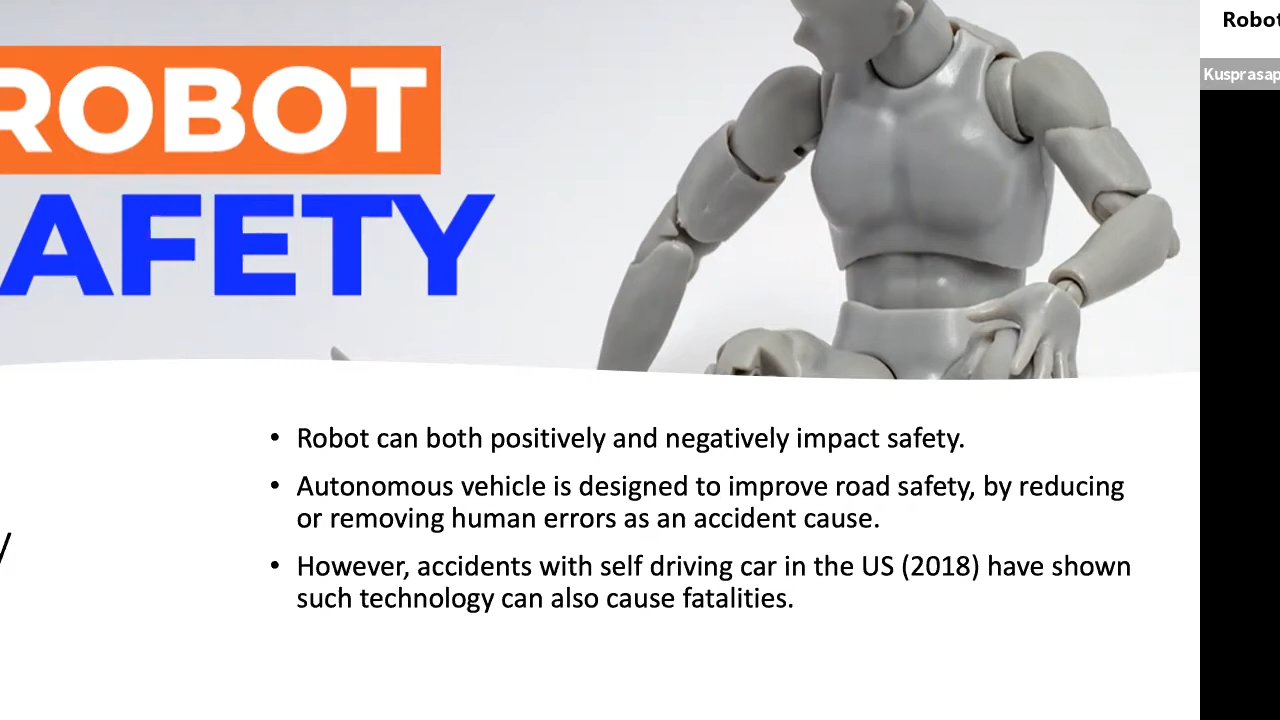 ROBOT
AFETY
• Robot can both positively and negatively impact safety.
• Autonomous vehicle is designed to improve road safety, by reducing
or removing human errors as an accident cause.
• However, accidents with self driving car in the US (2018) have shown
such technology can also cause fatalities.
y
Robot
Kusprasap